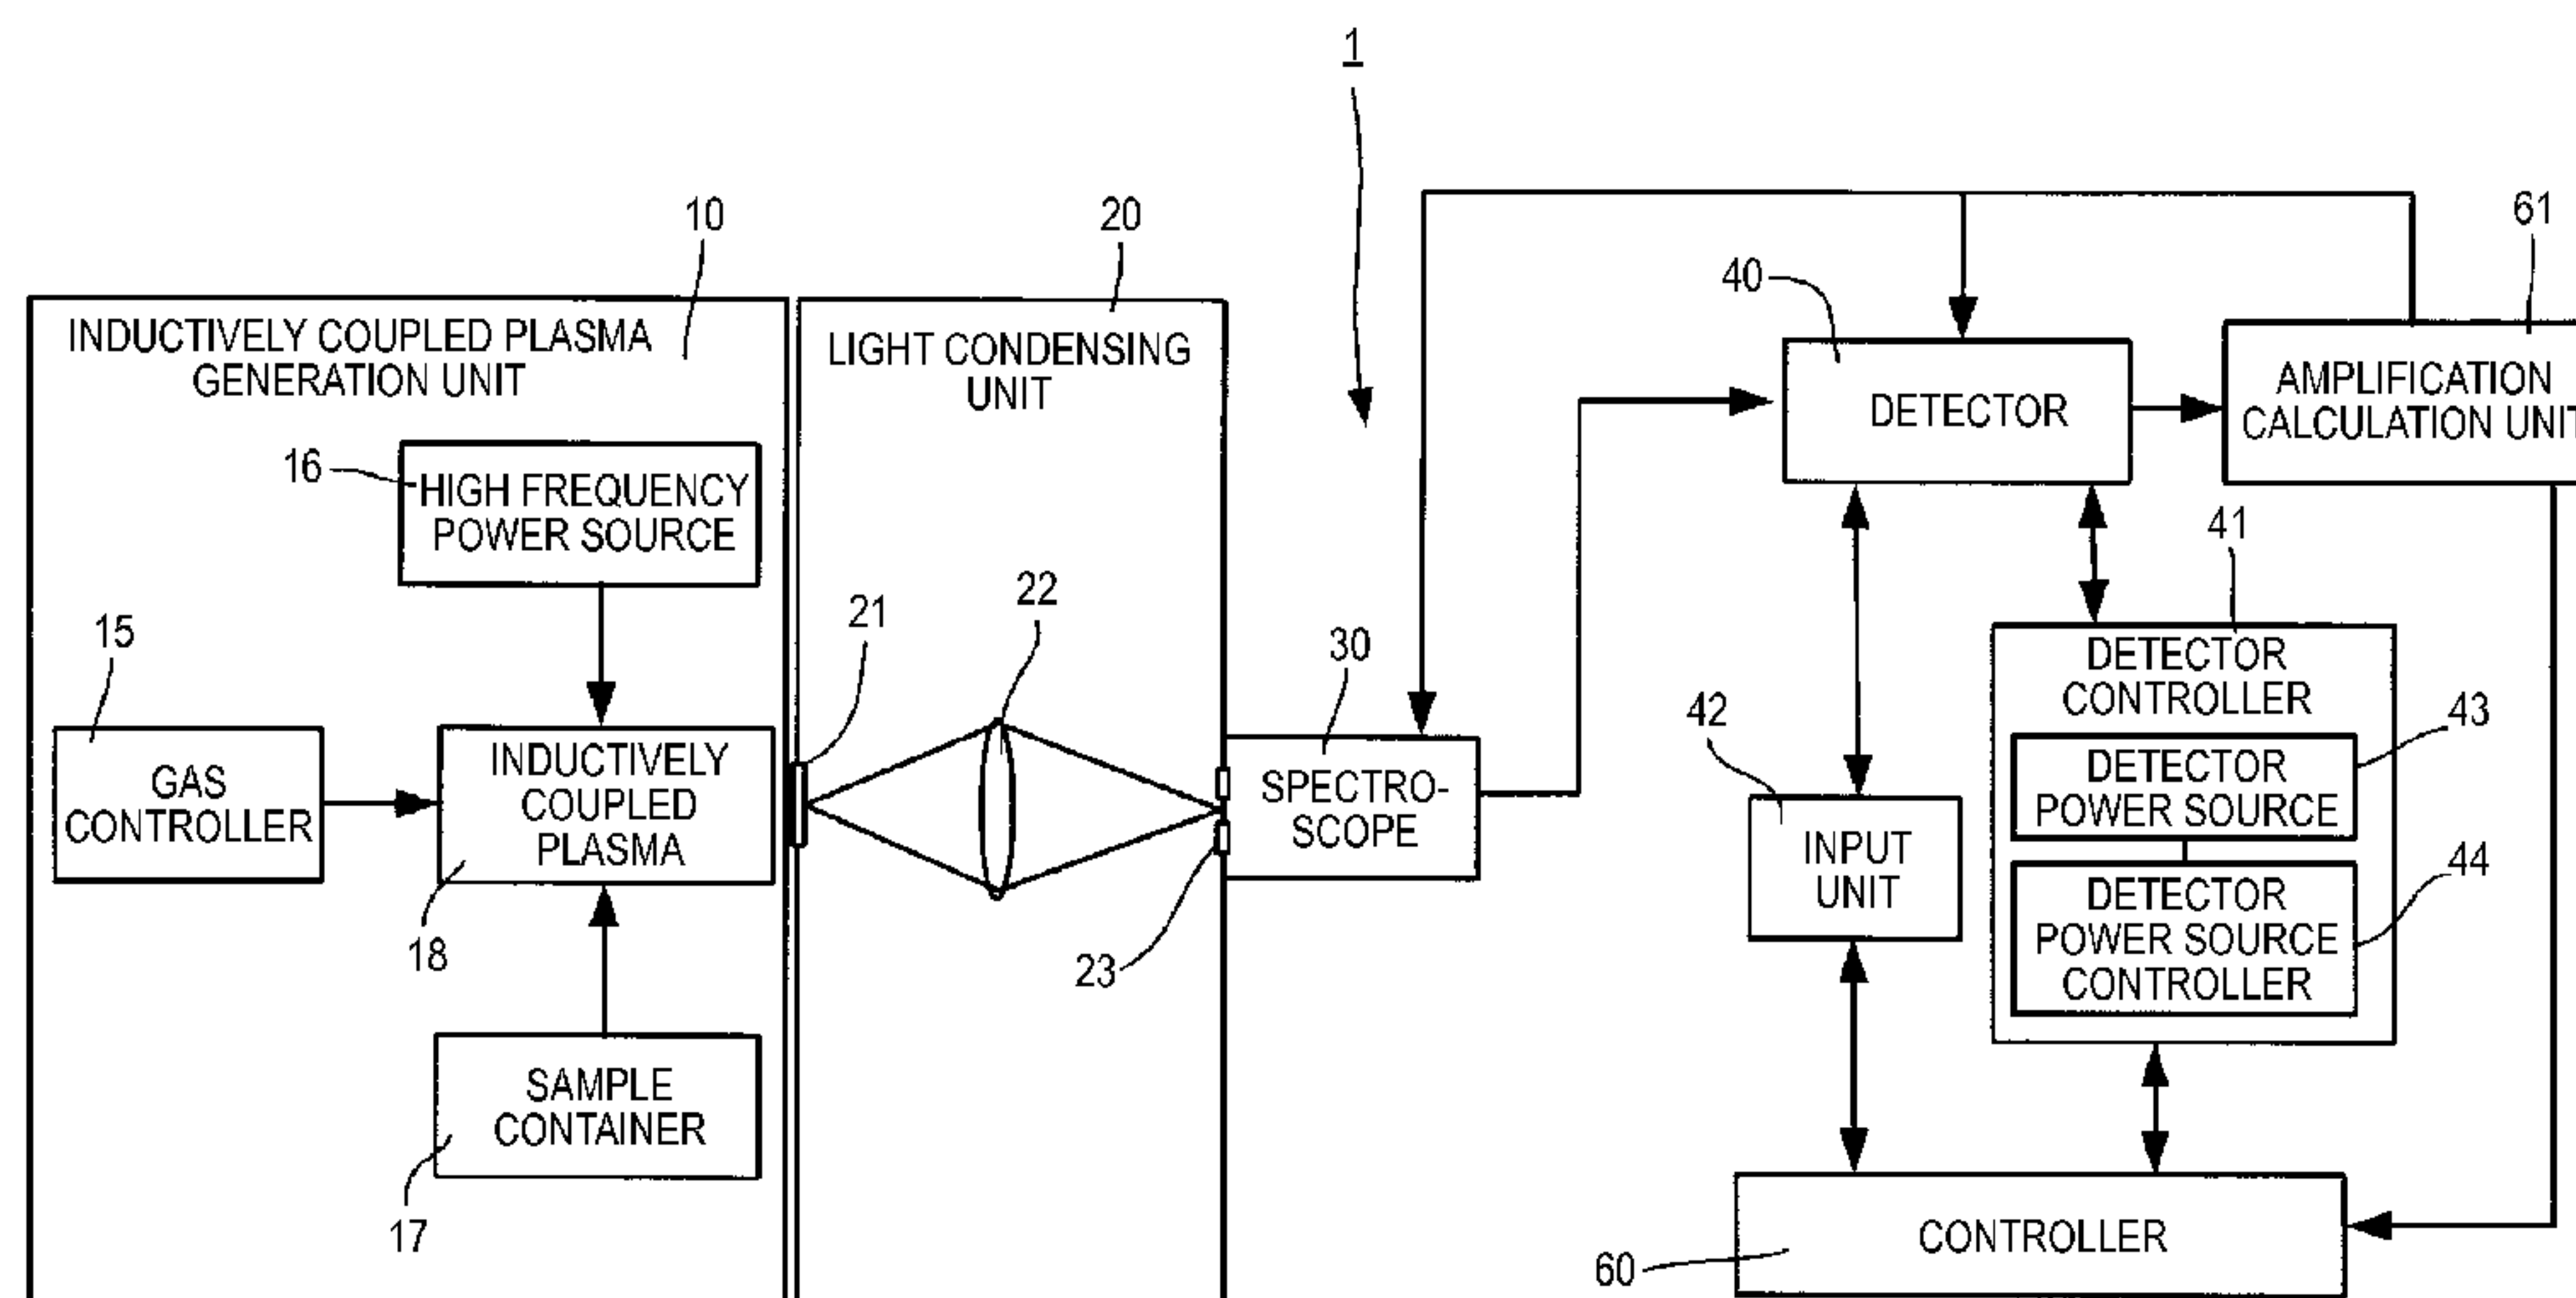 1
10
20
61
40
INDUCTIVELY COUPLED PLASMA
GENERATION UNIT
LIGHT CONDENSING
UNIT
DETECTOR
AMPLIFICATION
CALCULATION UNIT
16
HIGH FREQUENCY
POWER SOURCE
41
15
21
22
30
42
DETECTOR
CONTROLLER
43
GAS
CONTROLLER
INDUCTIVELY
COUPLED
PLASMA
SPECTRO-
SCOPE
DETECTOR
POWER SOURCE
INPUT
UNIT
44
DETECTOR
POWER SOURCE
CONTROLLER
18
23
SAMPLE
CONTAINER
17
CONTROLLER
60